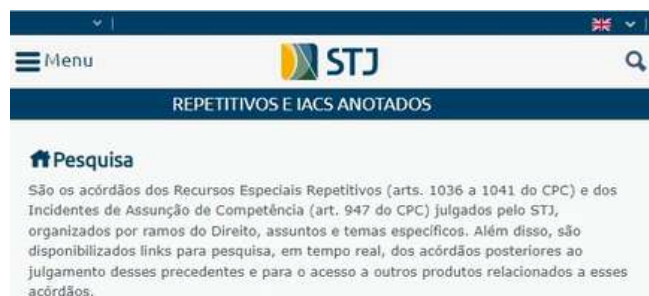 Menu
STJ
REPETITIVOS E IACS ANOTADOS
Pesquisa
São os acórdãos dos Recursos Especiais Repetitivos (arts. 1036 a 1041 do CPC) e dos
Incidentes de Assunção de Competência (art. 947 do CPC) julgados pelo STJ,
organizados por ramos do Direito, assuntos e temas específicos. Além disso, são
disponibilizados links para pesquisa, em tempo real, dos acórdãos posteriores ao
julgamento desses precedentes e para o acesso a outros produtos relacionados a esses
acórdãos.